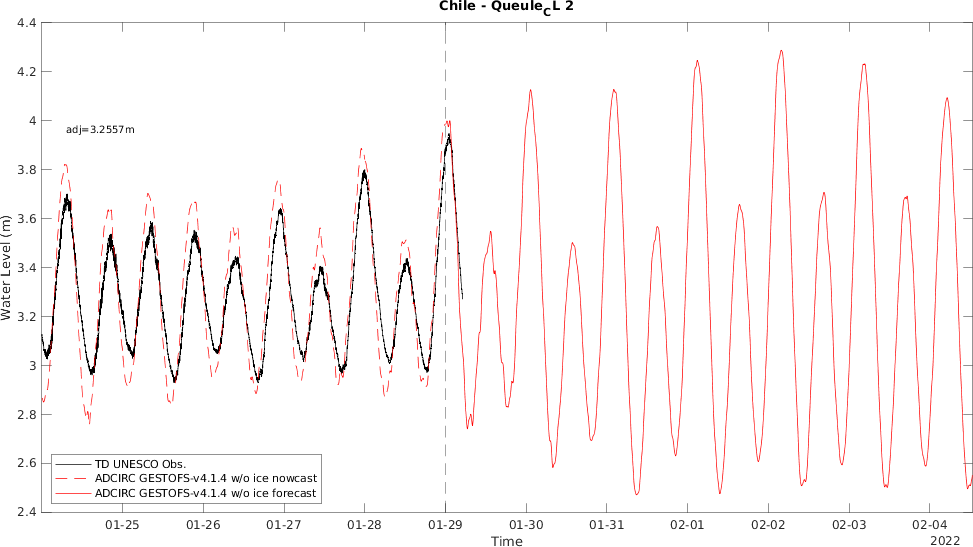 Chile - Queule_CL 2
4.4
4.2
4
3.8
3.6
3.4
3.2
3
2.8
2.6
2.4
Water Level (m)
adj=3.2557m
TD UNESCO Obs.
ADCIRC GESTOFS-v4.1.4 w/o ice nowcast
ADCIRC GESTOFS-v4.1.4 w/o ice forecast
01-25 01-26 01-27 01-28 01-29 01-30 01-31 02-01 02-02 02-03 02-04
Time
2022